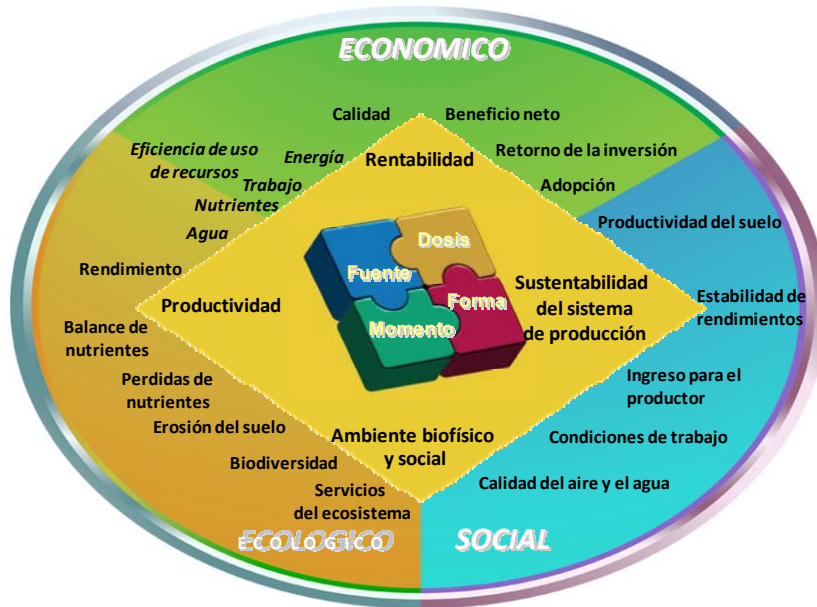 ECONOMICO
Calidad
Beneficio neto
Eficiencia de uso
de recursos
Energía
Rentabilidad
Retorno de la inversión
Trabajo
Adopción
Nutrientes
Productividad del suelo
Agua
Dosis
Rendimiento
Fuente
Productividad
Forma
Sustentabilidad
del sistema
de producción
Estabilidad de
rendimientos
Momento
Balance de
nutrientes
Perdidas de
nutrientes
Ingreso para el
productor
Erosión del suelo
Ambiente biofísico
y social
Condiciones de trabajo
Biodiversidad
Servicios
del ecosistema
Calidad del aire y el agua
ECOLOGICO
SOCIAL